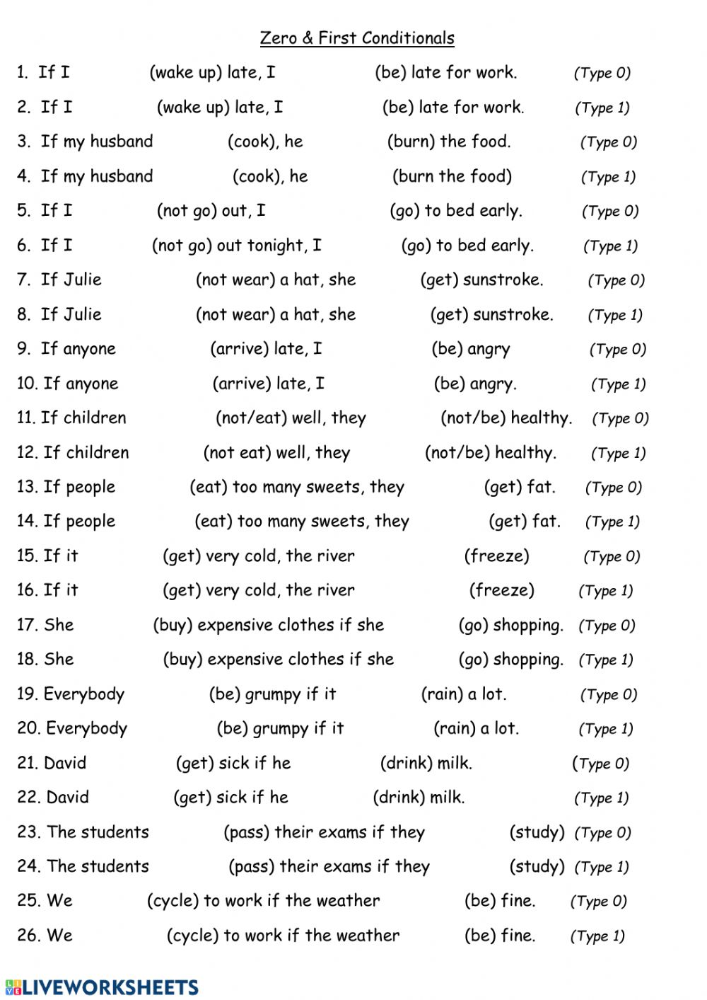 Zero & First Conditionals
1. If I (wake up) late, I (be) late for work. (Type 0)
2. If I (wake up) late, I (be) late for work. (Type 1)
3. If my husband (cook), he (burn) the food. (Type 0)
4. If my husband (cook), he (burn the food) (Type 1)
5. If I (not go) out, I (go) to bed early. (Type 0)
6. If I (not go) out tonight, I (go) to bed early. (Type 1)
7. If Julie (not wear) a hat, she (get) sunstroke. (Type 0)
8. If Julie (not wear) a hat, she (get) sunstroke. (Type 1)
9. If anyone (arrive) late, I (be) angry (Type 0)
10. If anyone (arrive) late, I (be) angry. (Type 1)
11. If children (not/eat) well, they (not/be) healthy. (Type 0)
12. If children (not eat) well, they (not/be) healthy. (Type 1)
13. If people (eat) too many sweets, they (get) fat. (Type 0)
14. If people (eat) too many sweets, they (get) fat. (Type 1)
15. If it (get) very cold, the river (freeze) (Type 0)
16. If it (get) very cold, the river (freeze) (Type 1)
17. She (buy) expensive clothes if she (go) shopping. (Type 0)
18. She (buy) expensive clothes if she (go) shopping. (Type 1)
19. Everybody (be) grumpy if it (rain) a lot. (Type 0)
20. Everybody (be) grumpy if it (rain) a lot. (Type 1)
21. David (get) sick if he (drink) milk. (Type 0)
22. David (get) sick if he (drink) milk. (Type 1)
23. The students (pass) their exams if they (study) (Type 0)
24. The students (pass) their exams if they (study) (Type 1)
25. We (cycle) to work if the weather (be) fine. (Type 0)
26. We (cycle) to work if the weather (be) fine. (Type 1)
LIVE LIVEWORKSHEETS